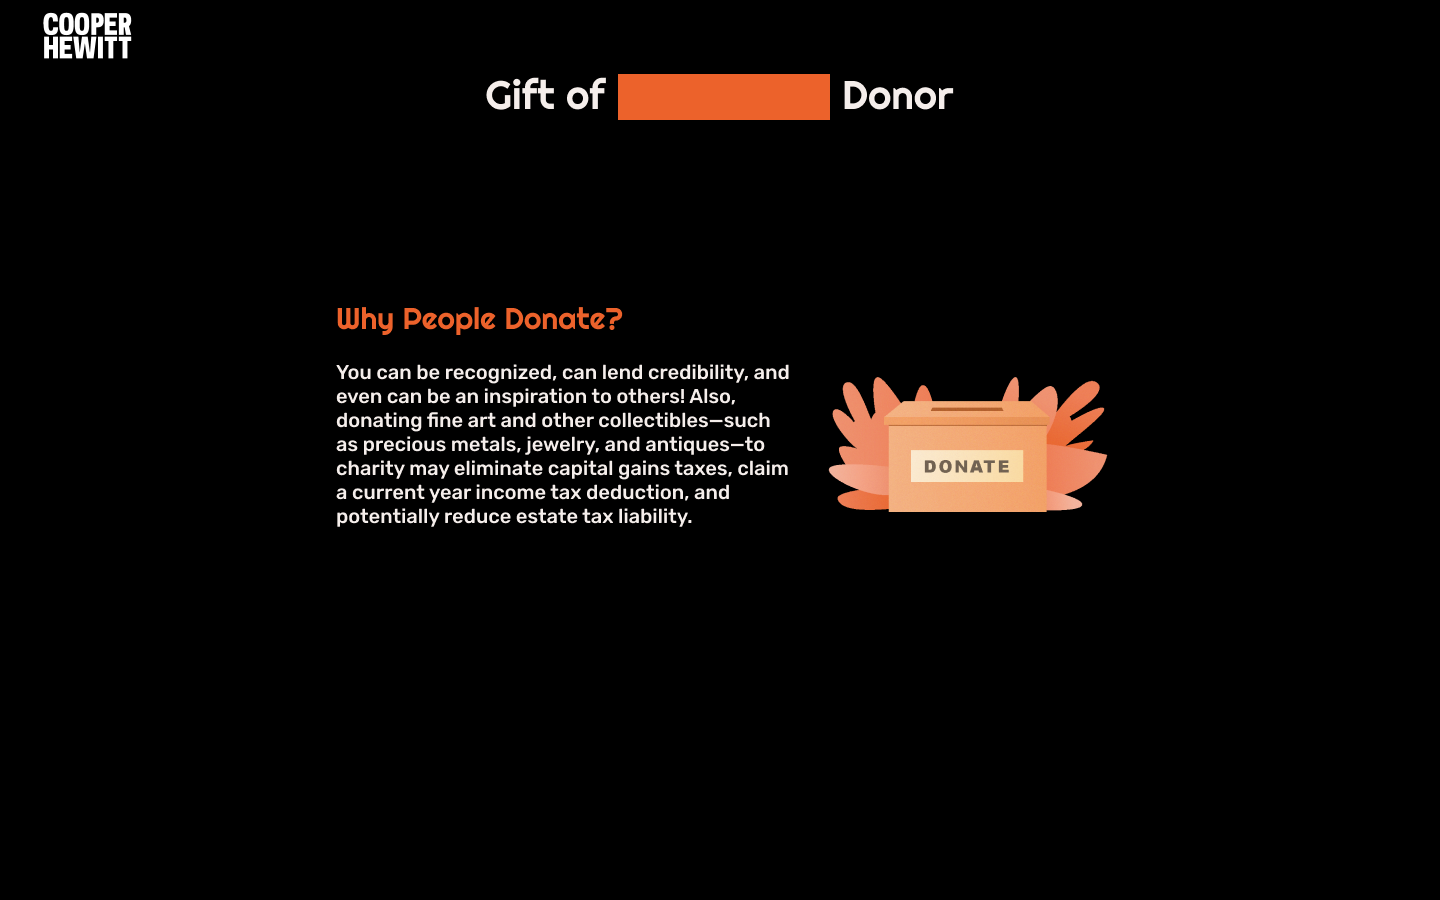 COOPER
HEWITT
Gift of Donor
Why People Donate?
You can be recognized, can lend credibility, and
even can be an inspiration to others! Also,
donating fine art and other collectibles—such
as precious metals, jewelry, and antiques—to
charity may eliminate capital gains taxes, claim
a current year income tax deduction, and
potentially reduce estate tax liability.
DONATE